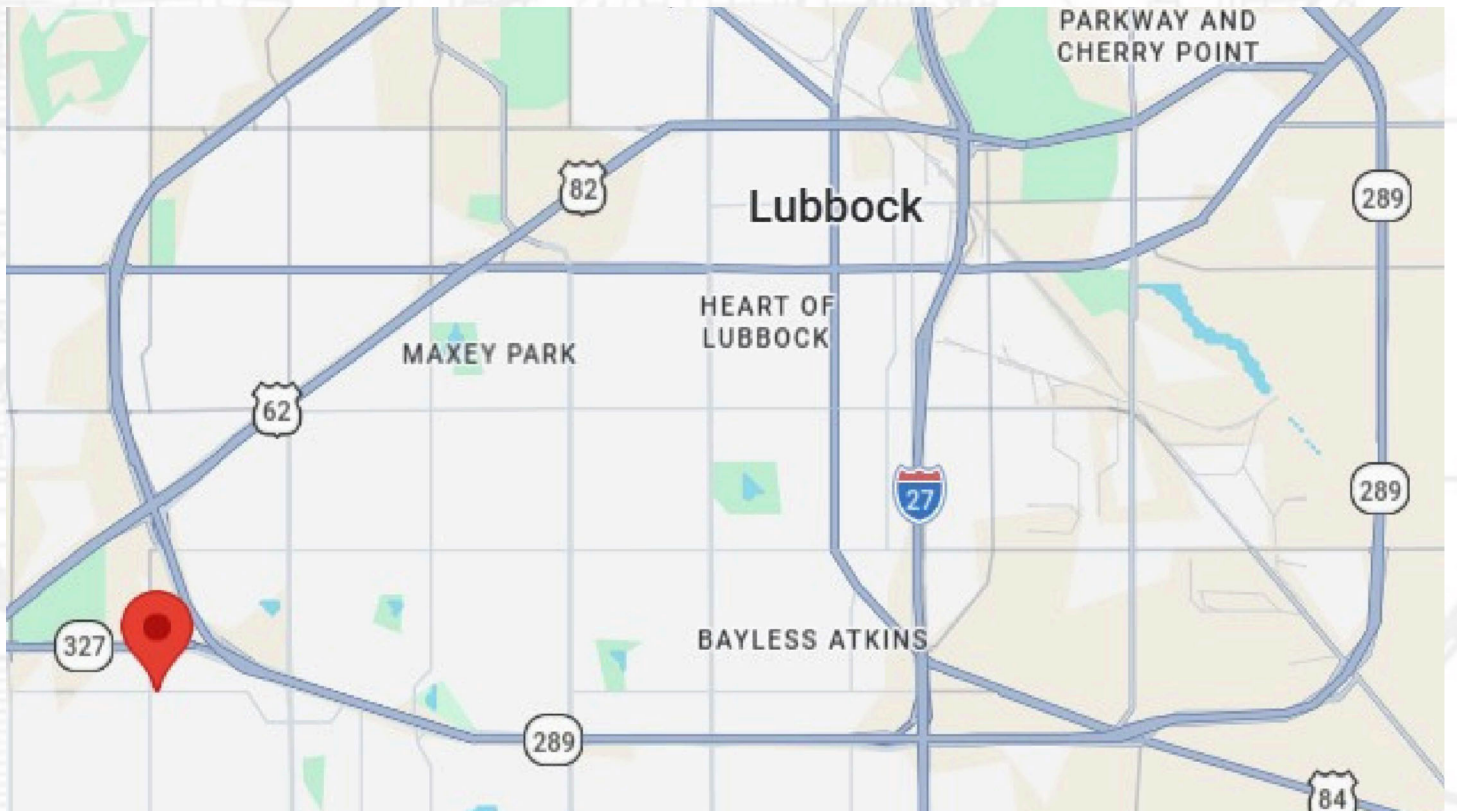 PARKWAY AND
CHERRY POINT
82
Lubbock
289
HEART OF
LUBBOCK
MAXEY PARK
62
27
289
BAYLESS ATKINS
327
289
84